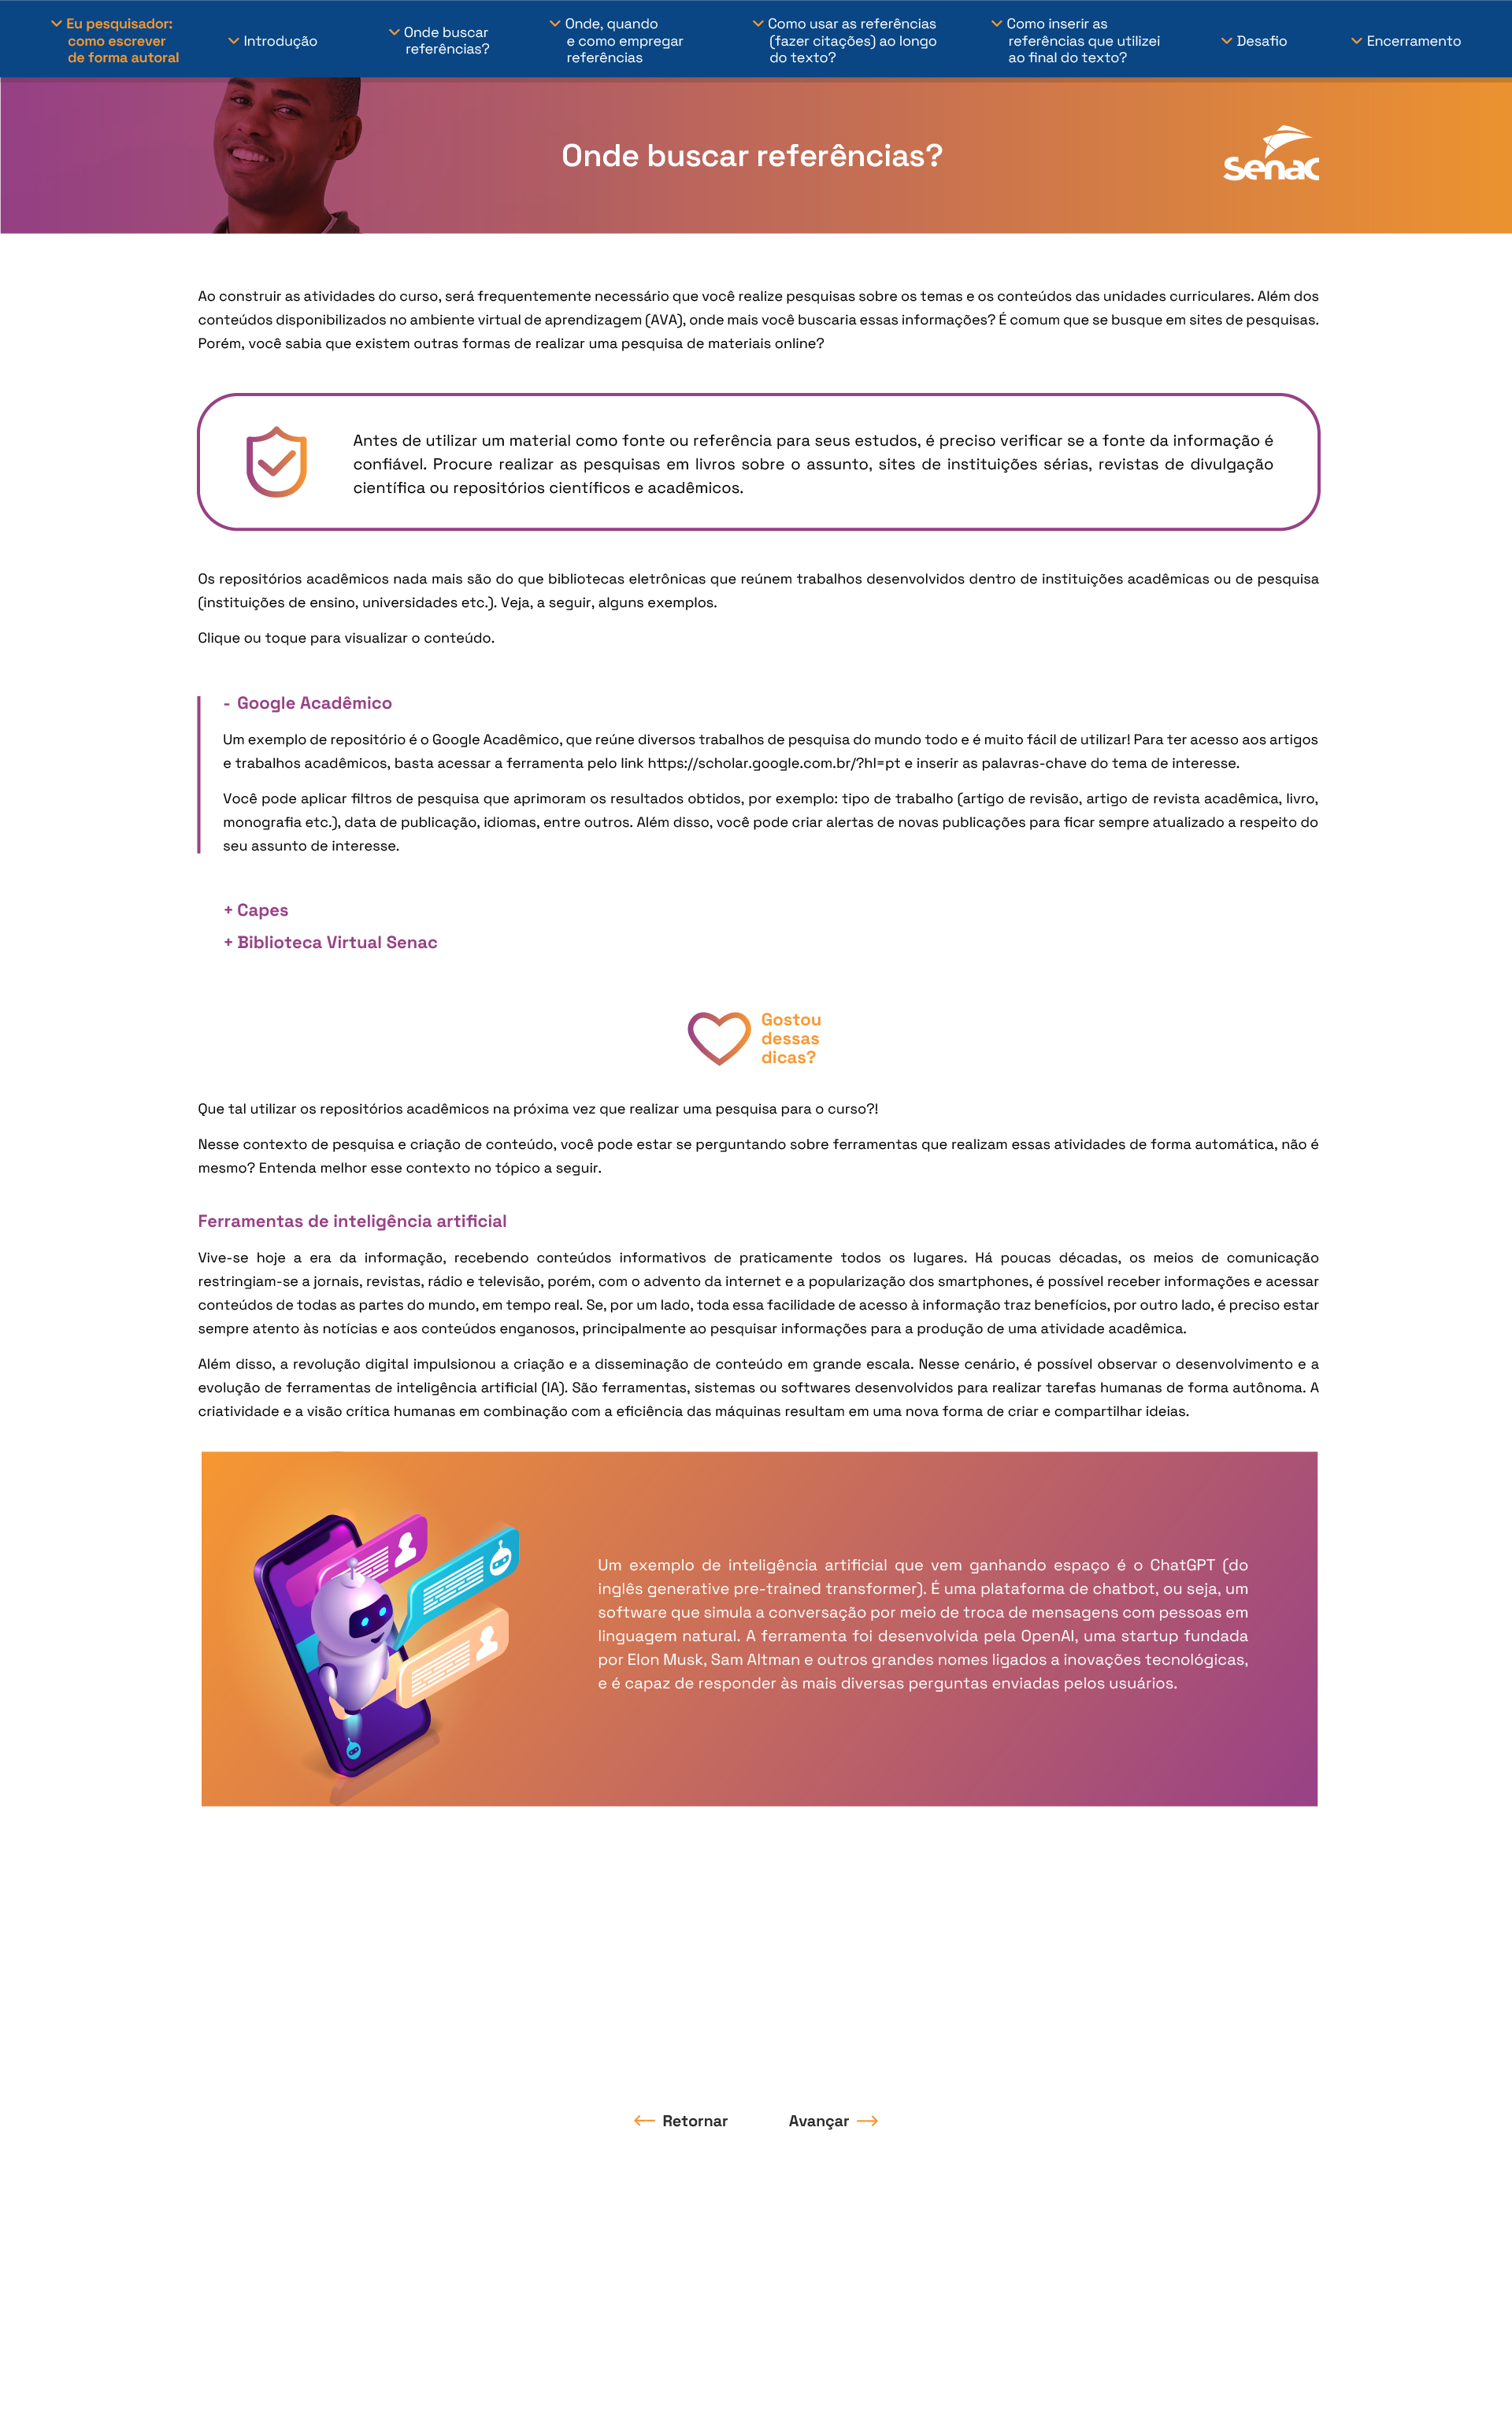 Eu pesquisador:
como escrever
de forma autoral
Introdução
Onde buscar
referências?
Onde, quando
e como empregar
referências
Como usar as referências
(fazer citações) ao longo
do texto?
Como inserir as
referências que utilizei
ao final do texto?
Desafio
Encerramento
Onde buscar referências?
senac
Ao construir as atividades do curso, será frequentemente necessário que você realize pesquisas sobre os temas e os conteúdos das unidades curriculares. Além dos
conteúdos disponibilizados no ambiente virtual de aprendizagem (AVA), onde mais você buscaria essas informações? É comum que se busque em sites de pesquisas.
Porém, você sabia que existem outras formas de realizar uma pesquisa de materiais online?
Antes de utilizar um material como fonte ou referência para seus estudos, é preciso verificar se a fonte da informação é
confiável. Procure realizar as pesquisas em livros sobre o assunto, sites de instituições sérias, revistas de divulgação
científica ou repositórios científicos e acadêmicos.
Os repositórios acadêmicos nada mais são do que bibliotecas eletrônicas que reúnem trabalhos desenvolvidos dentro de instituições acadêmicas ou de pesquisa
(instituições de ensino, universidades etc.). Veja, a seguir, alguns exemplos.
Clique ou toque para visualizar o conteúdo.
- Google Acadêmico
Um exemplo de repositório é o Google Acadêmico, que reúne diversos trabalhos de pesquisa do mundo todo e é muito fácil de utilizar! Para ter acesso aos artigos
e trabalhos acadêmicos, basta acessar a ferramenta pelo link https://scholar.google.com.br/?hl=pt e inserir as palavras-chave do tema de interesse.
Você pode aplicar filtros de pesquisa que aprimoram os resultados obtidos, por exemplo: tipo de trabalho (artigo de revisão, artigo de revista acadêmica, livro,
monografia etc.), data de publicação, idiomas, entre outros. Além disso, você pode criar alertas de novas publicações para ficar sempre atualizado a respeito do
seu assunto de interesse.
+ Capes
+ Biblioteca Virtual Senac
Gostou
dessas
dicas?
Que tal utilizar os repositórios acadêmicos na próxima vez que realizar uma pesquisa para o curso?!
Nesse contexto de pesquisa e criação de conteúdo, você pode estar se perguntando sobre ferramentas que realizam essas atividades de forma automática, não é
mesmo? Entenda melhor esse contexto no tópico a seguir.
Ferramentas de inteligência artificial
Vive-se hoje a era da informação, recebendo conteúdos informativos de praticamente todos os lugares. Há poucas décadas, os meios de comunicação
restringiam-se a jornais, revistas, rádio e televisão, porém, com o advento da internet e a popularização dos smartphones, é possível receber informações e acessar
conteúdos de todas as partes do mundo, em tempo real. Se, por um lado, toda essa facilidade de acesso à informação traz benefícios, por outro lado, é preciso estar
sempre atento às notícias e aos conteúdos enganosos, principalmente ao pesquisar informações para a produção de uma atividade acadêmica.
Além disso, a revolução digital impulsionou a criação e a disseminação de conteúdo em grande escala. Nesse cenário, é possível observar o desenvolvimento e a
evolução de ferramentas de inteligência artificial (IA). São ferramentas, sistemas ou softwares desenvolvidos para realizar tarefas humanas de forma autônoma. A
criatividade e a visão crítica humanas em combinação com a eficiência das máquinas resultam em uma nova forma de criar e compartilhar ideias.
Um exemplo de inteligência artificial que vem ganhando espaço é o ChatGPT (do
inglês generative pre-trained transformer). É uma plataforma de chatbot, ou seja, um
software que simula a conversação por meio de troca de mensagens com pessoas em
linguagem natural. A ferramenta foi desenvolvida pela OpenAI, uma startup fundada
por Elon Musk, Sam Altman e outros grandes nomes ligados a inovações tecnológicas,
e é capaz de responder às mais diversas perguntas enviadas pelos usuários.
Retornar
Avançar